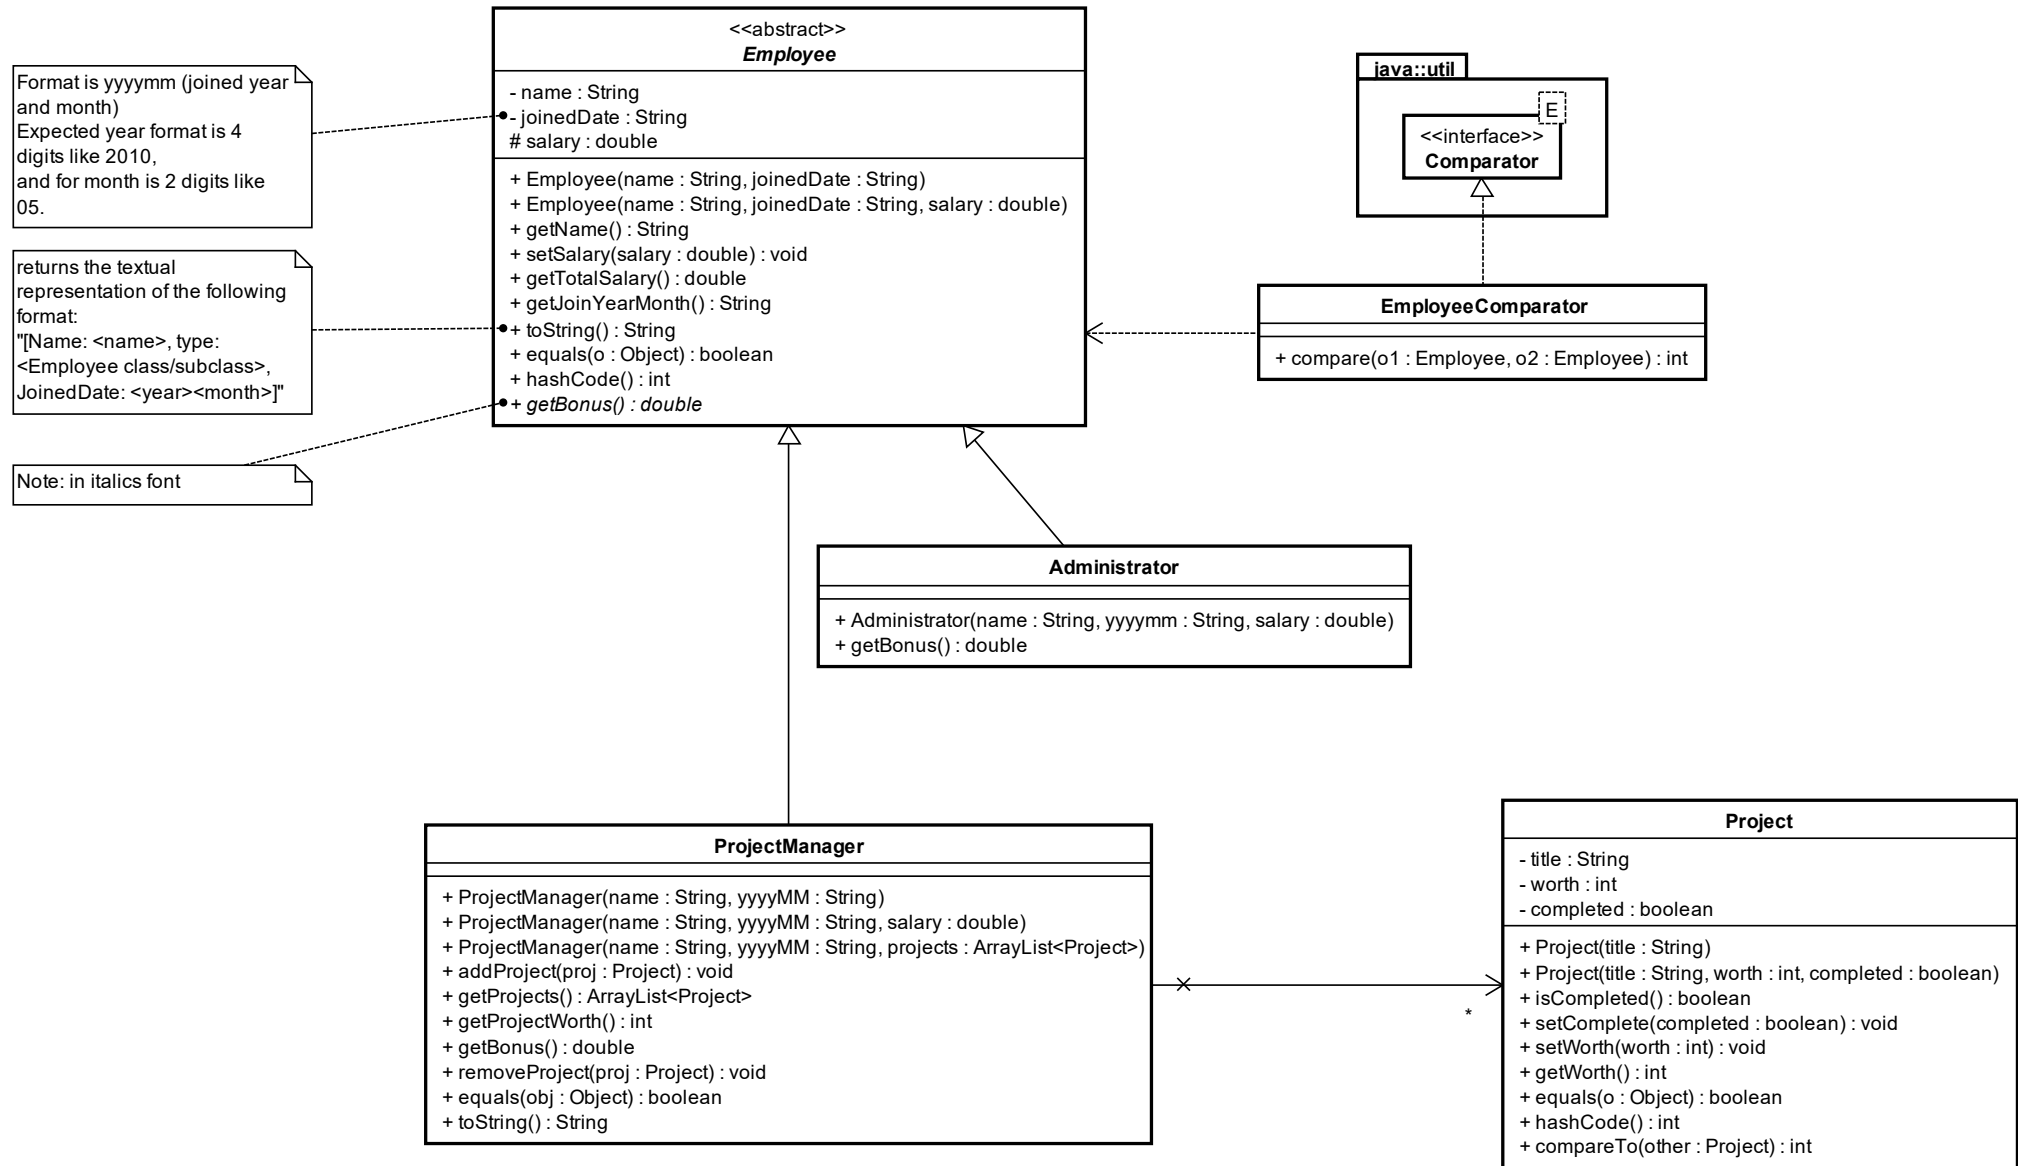 <<abstract>>
Employee
- name : String
- joinedDate : String
# salary : double
+ Employee(name : String, joinedDate : String)
+ Employee(name : String, joinedDate : String, salary : double)
+ getName() : String
+ setSalary(salary : double) : void
+ getTotalSalary() : double
+ getJoinYearMonth() : String
+ toString() : String
+ equals(o : Object) : boolean
+ hashCode() : int
+ getBonus() : double
Format is yyyymm (joined year
and month)
Expected year format is 4
digits like 2010,
and for month is 2 digits like
05.
returns the textual
representation of the following
format:
"[Name: <name>, type:
<Employee class/subclass>,
JoinedDate: <year><month>]"
Note: in italics font
java::util
E
<<interface>>
Comparator
EmployeeComparator
+ compare(o1 : Employee, o2 : Employee) : int
Administrator
+ Administrator(name : String, yyyymm : String, salary : double)
+ getBonus() : double
ProjectManager
+ ProjectManager(name : String, yyyyMM : String)
+ ProjectManager(name : String, yyyyMM : String, salary : double)
+ ProjectManager(name : String, yyyyMM : String, projects : ArrayList<Project>)
+ addProject(proj : Project) : void
+ getProjects() : ArrayList<Project>
+ getProjectWorth() : int
+ getBonus() : double
+ removeProject(proj : Project) : void
+ equals(obj : Object) : boolean
+ toString() : String
*
Project
- title : String
- worth : int
- completed : boolean
+ Project(title : String)
+ Project(title : String, worth : int, completed : boolean)
+ isCompleted() : boolean
+ setComplete(completed : boolean) : void
+ setWorth(worth : int) : void
+ getWorth() : int
+ equals(o : Object) : boolean
+ hashCode() : int
+ compareTo(other : Project) : int